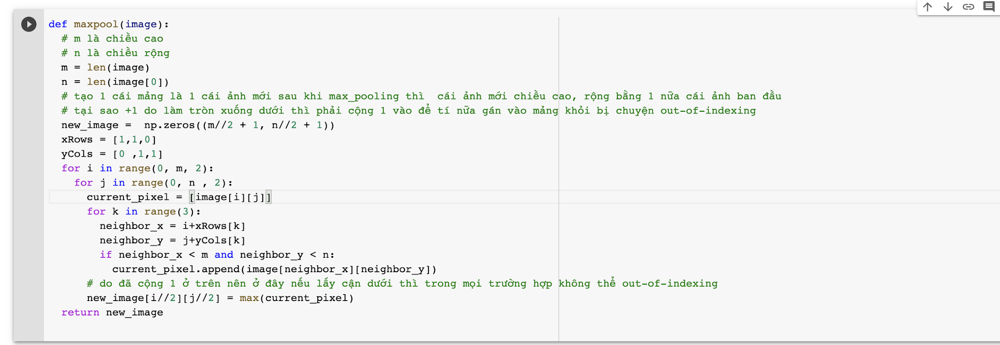 def maxpool(image):
  # m là chiều cao
  # n là chiều rộng
  m = len(image)
  n = len(image[0])
  # tạo 1 cái mảng là 1 cái ảnh mới sau khi max_pooling thì  cái ảnh mới chiều cao, rộng bằng 1 nữa cái ảnh ban đầu
  # tại sao +1 do làm tròn xuống dưới thì phải cộng 1 vào để tí nữa gán vào mảng khỏi bị chuyện out-of-indexing
  new_image =  np.zeros((m//2 + 1, n//2 + 1))
  xRows = [1,1,0]
  yCols = [0 ,1,1]
  for i in range(0, m, 2):
    for j in range(0, n , 2):
      current_pixel = [image[i][j]]
      for k in range(3):
        neighbor_x = i+xRows[k]
        neighbor_y = j+yCols[k]
        if neighbor_x < m and neighbor_y < n:
          current_pixel.append(image[neighbor_x][neighbor_y])
      # do đã cộng 1 ở trên nên ở đây nếu lấy cận dưới thì trong mọi trường hợp không thể out-of-indexing
      new_image[i//2][j//2] = max(current_pixel)
  return new_image